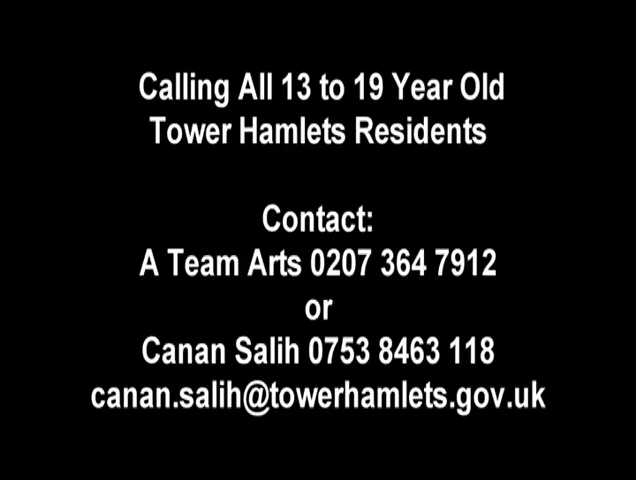 Calling All 13 to 19 Year Old
Tower Hamlets Residents
Contact:
A Team Arts 0207 364 7912
or
Canan Salih 0753 8463 118
canan.salih@towerhamlets.gov.uk